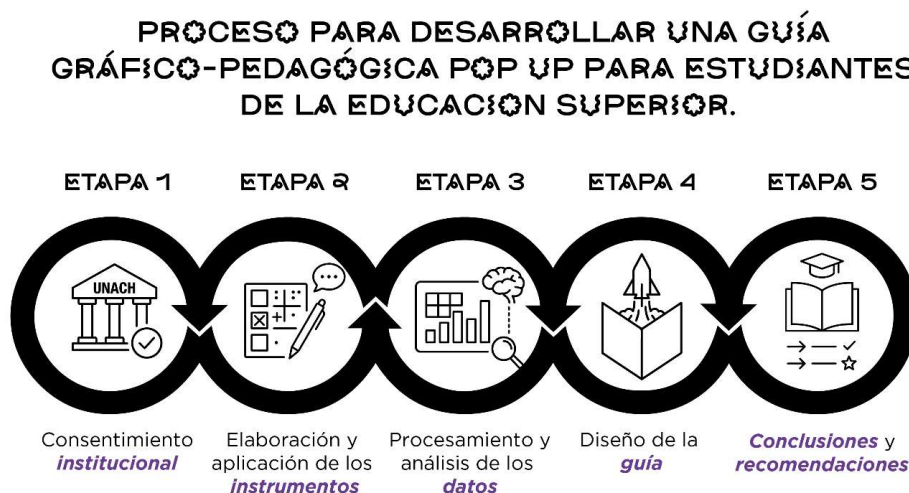 PROCESO PARA DESARROLLAR UNA GUÍA
GRÁFICO-PEDAGÓGICA POP UP PARA ESTUDIANTES
DE LA EDUCACIÓN SUPERIOR.
ETAPA 1
ETAPA 2
ETAPA 3
ETAPA 4
ETAPA 5
UNACH
Consentimiento
institucional
Elaboración y
aplicación de los
instrumentos
Procesamiento y
análisis de los
datos
Diseño de la
guía
Conclusiones y
recomendaciones